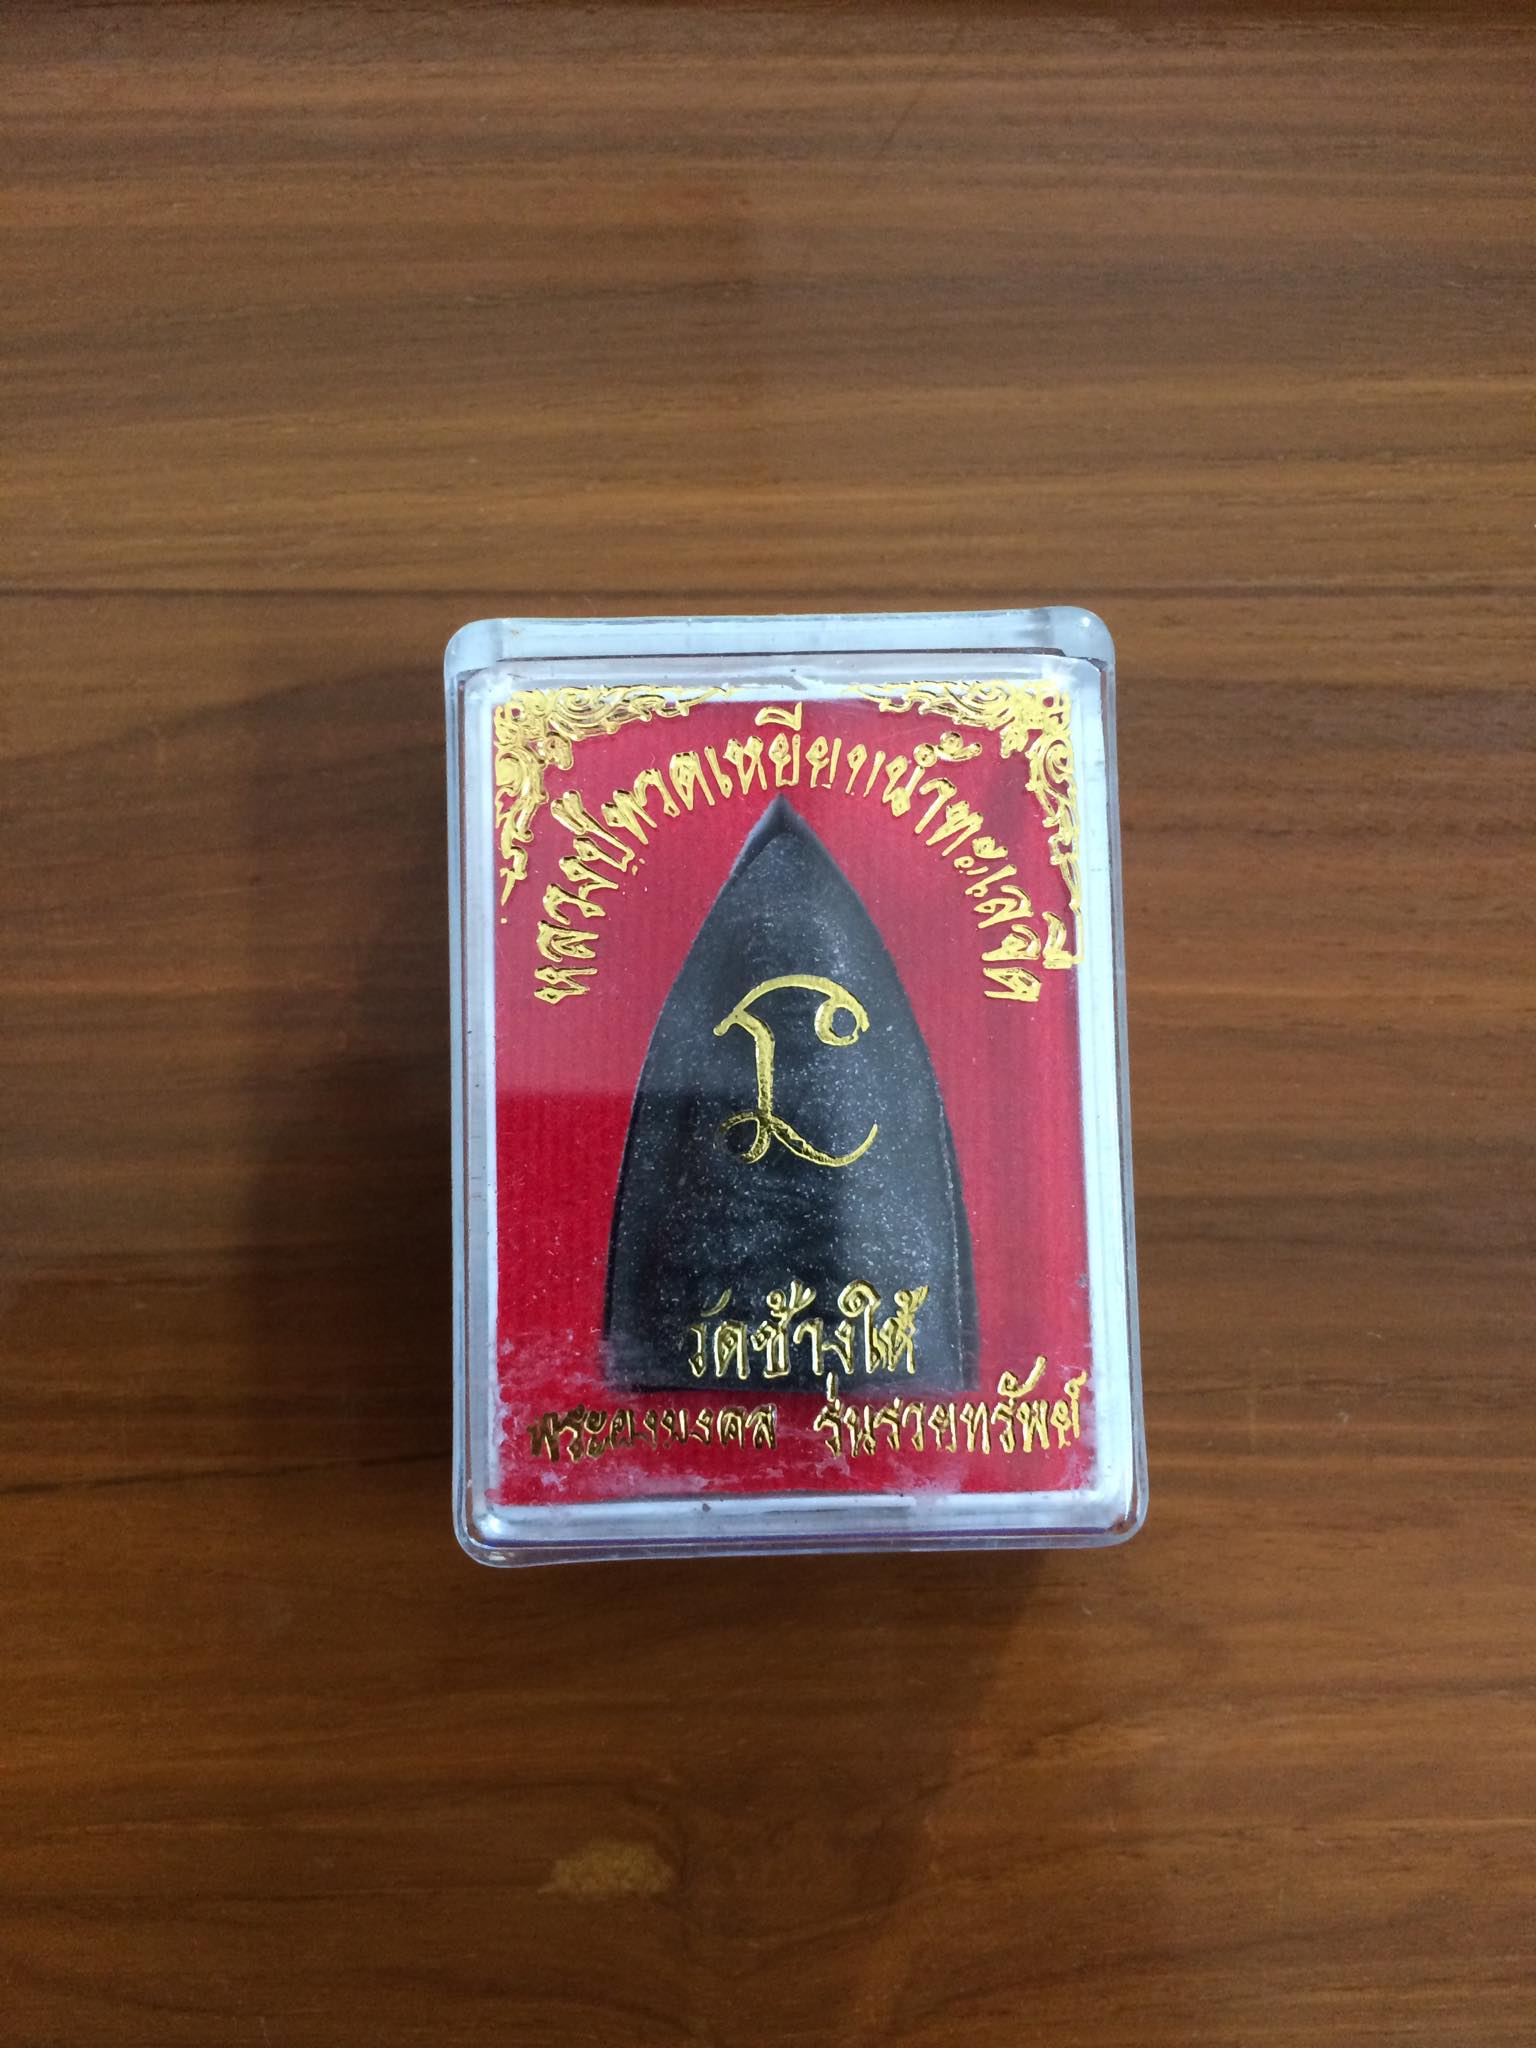 หลวงปู่ทวดเหยียบน้ำทะเลจืด
วัดช้างให้
พระผงมงคล รุ่นรวยทรัพย์